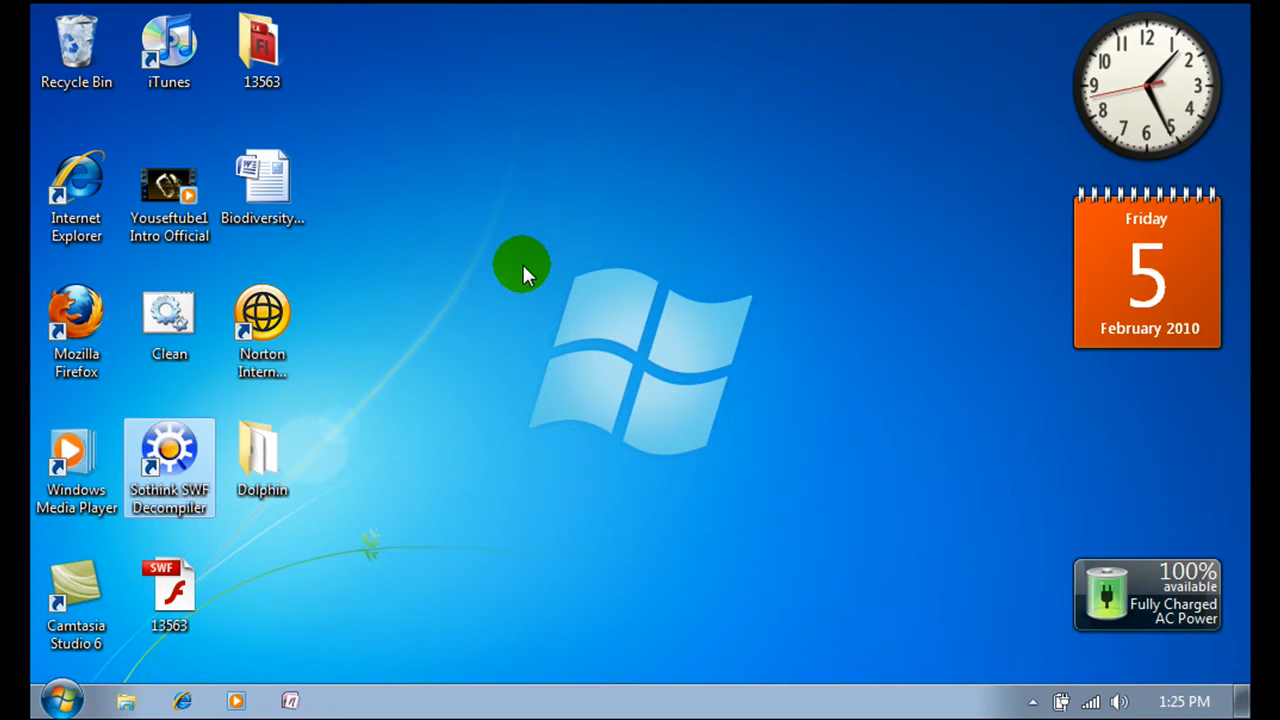 Recycle Bin
iTunes
LA
Fl
13563
Internet
Explorer
Youseftube1
Intro Official
W
Biodiversity...
Mozilla
Firefox
Clean
Norton
Intern...
Windows
Media Player
Sothink SWF
Decompiler
Dolphin
Camtasia
Studio 6
SWF
13563
12
1
2
3
4
5
6
7
8
9
10
11
Friday
5
February 2010
100%
available
Fully Charged
AC Power
1:25 PM